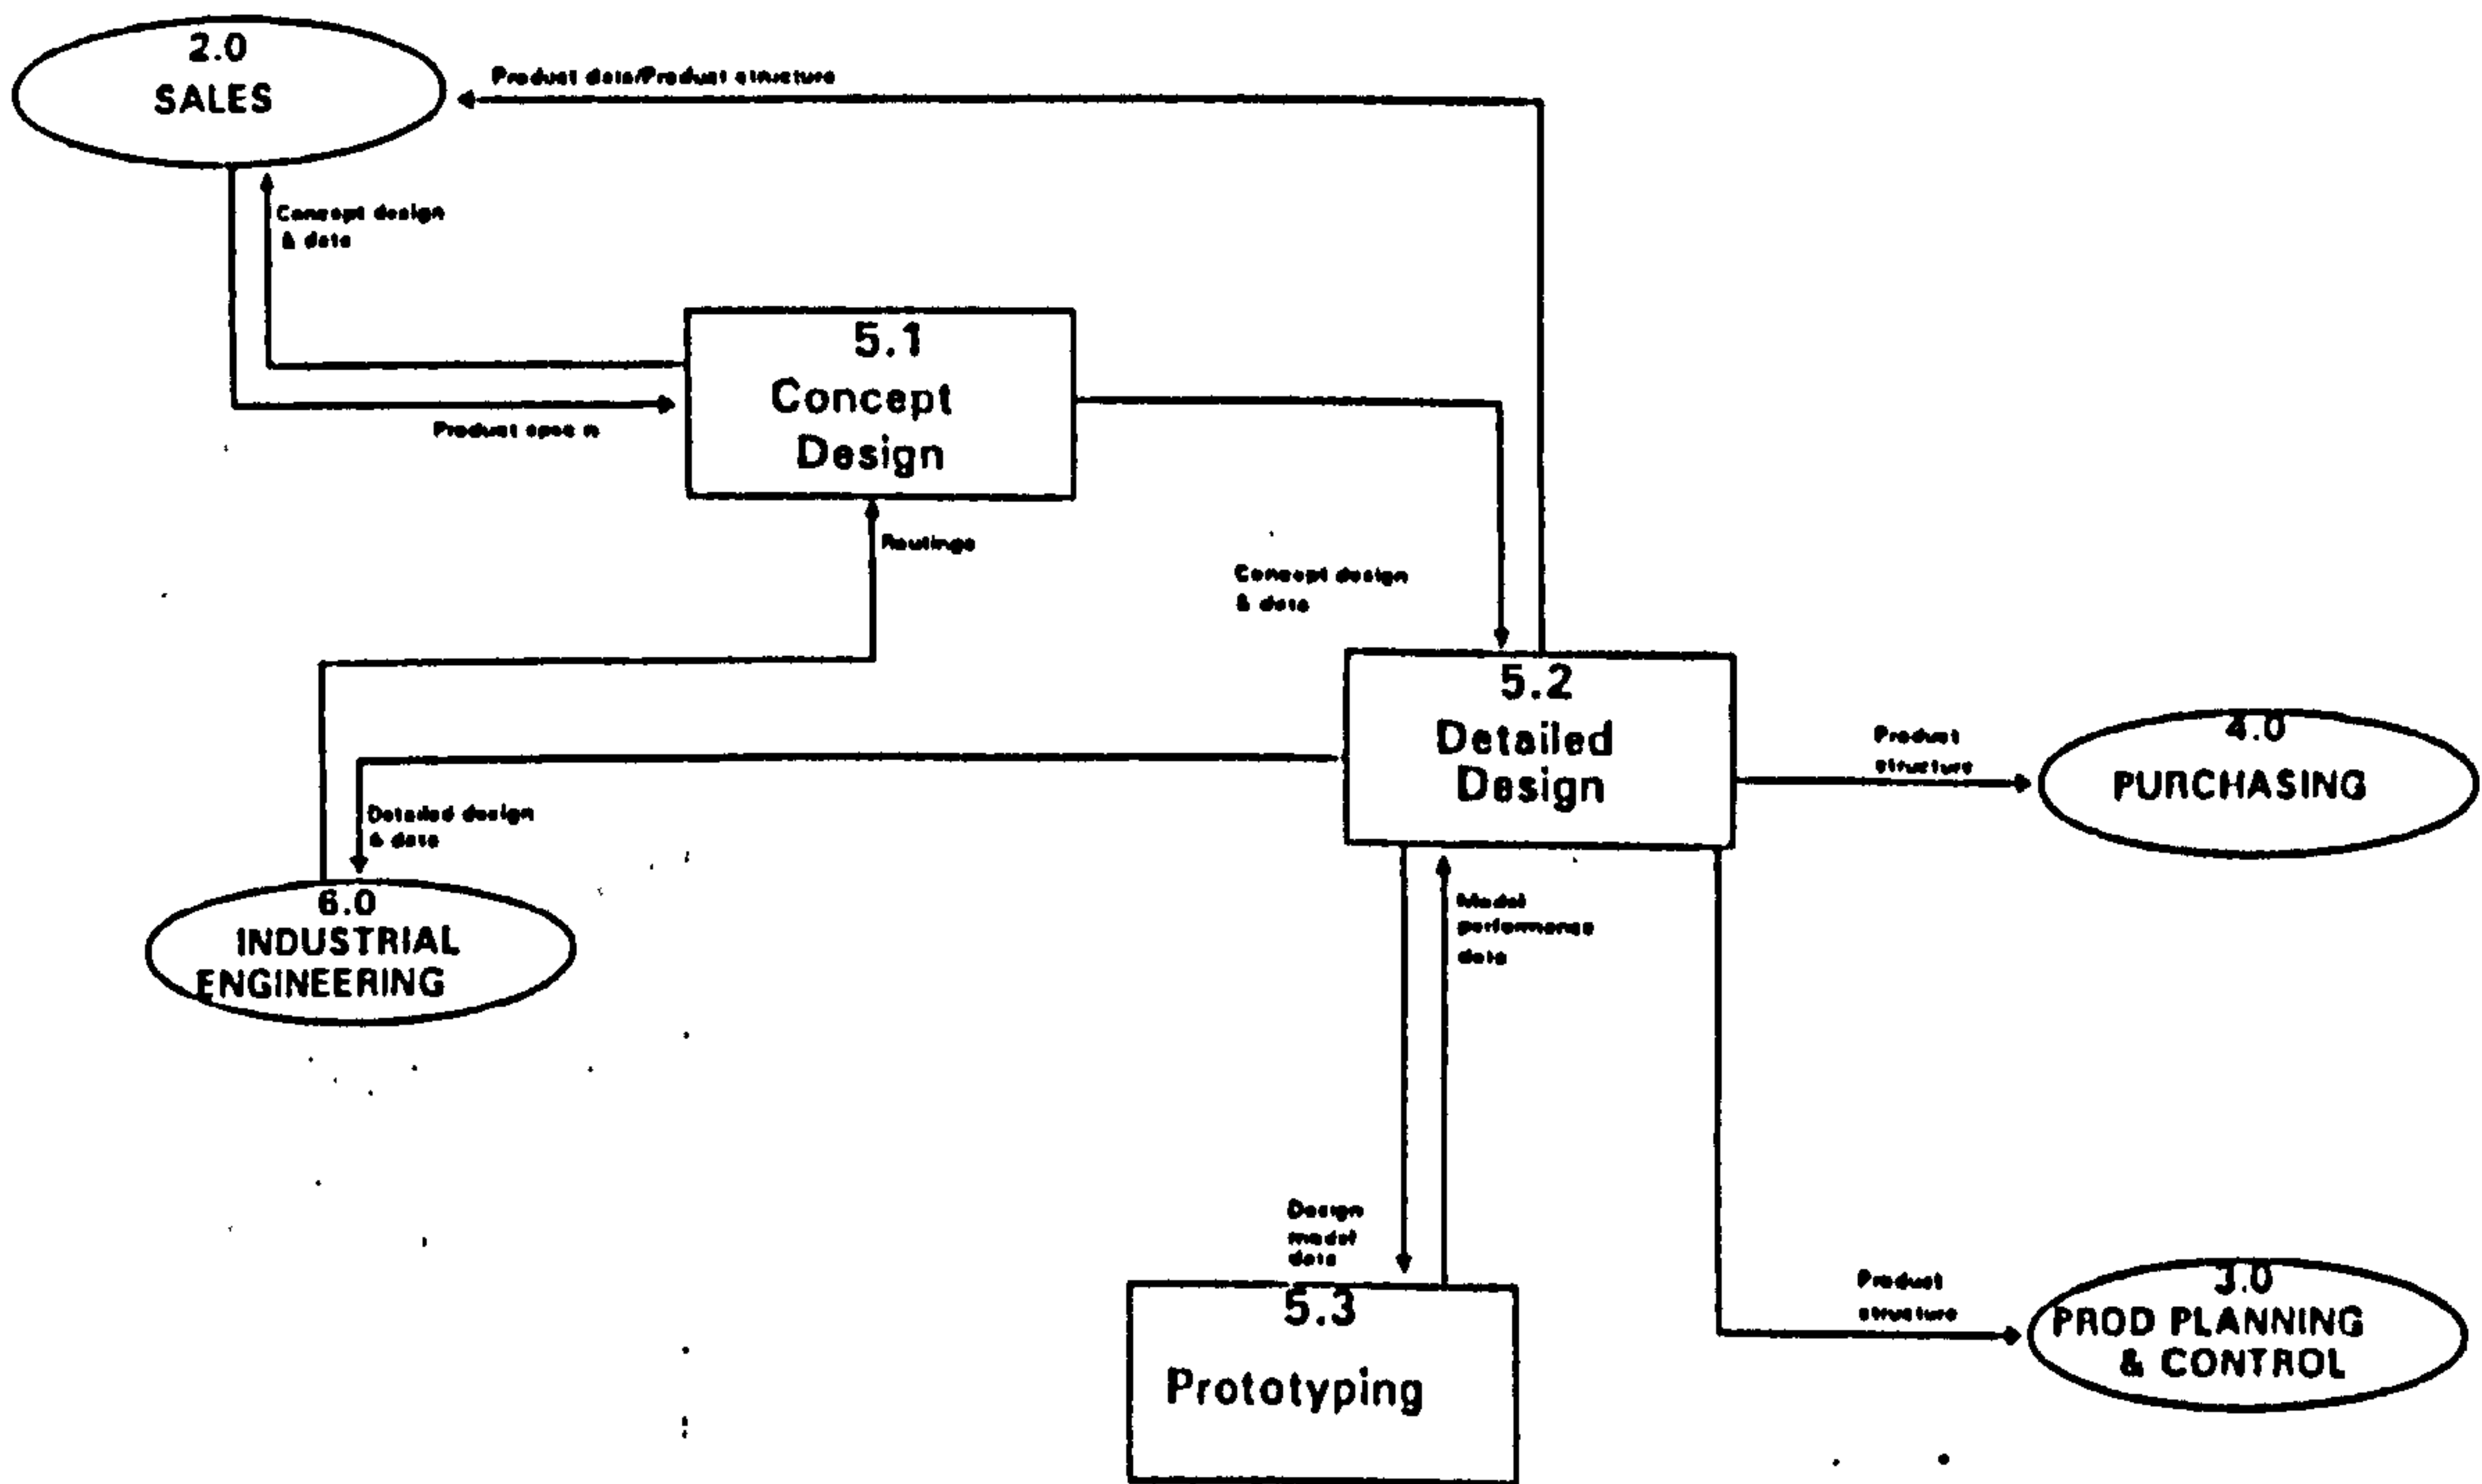 2.0
SALES
Product data/Product structure
Concept design
& data
5.1
Concept
Design
Product spec n
Routings
Concept design
& data
5.2
Detailed
Design
Product
structure
4.0
PURCHASING
Detailed design
& data
6.0
INDUSTRIAL
ENGINEERING
Model
performance
data
Design
model
data
5.3
Prototyping
Product
structure
3.0
PROD PLANNING
& CONTROL